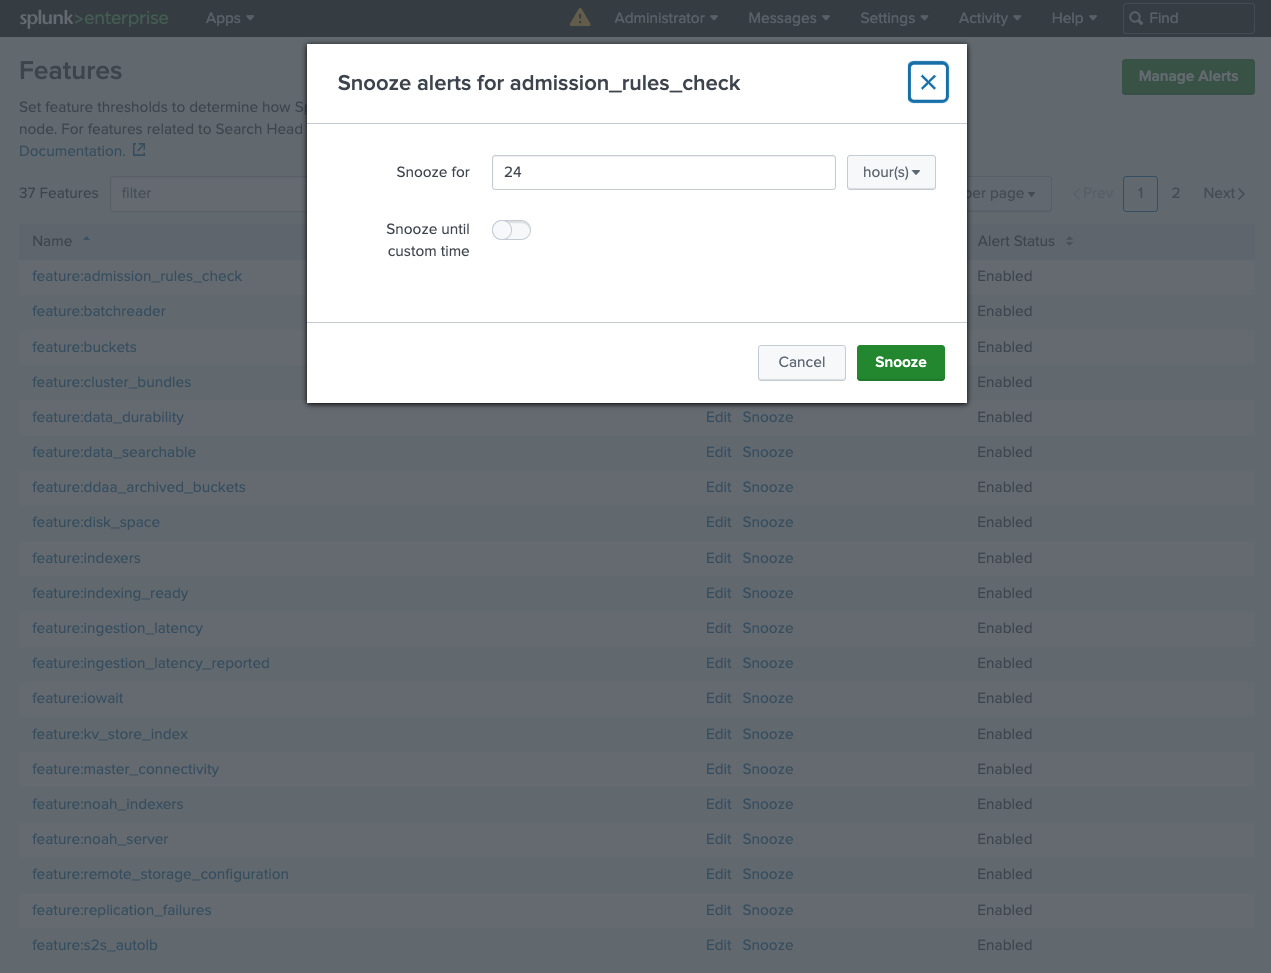 splunk>enterprise Apps Administrator Messages Settings Activity Help Find
Features
Manage Alerts
Set feature thresholds to determine how
node. For features related to Search Head
Documentation.
37 Features filter per page Prev 1 2 Next
Name Alert Status
Snooze alerts for admission_rules_check
Snooze for 24 hour(s)
Snooze until
custom time
Cancel Snooze
feature:admission_rules_check Enabled
feature:batchreader Enabled
feature:buckets Enabled
feature:cluster_bundles Enabled
feature:data_durability Edit Snooze Enabled
feature:data_searchable Edit Snooze Enabled
feature:ddaa_archived_buckets Edit Snooze Enabled
feature:disk_space Edit Snooze Enabled
feature:indexers Edit Snooze Enabled
feature:indexing_ready Edit Snooze Enabled
feature:ingestion_latency Edit Snooze Enabled
feature:ingestion_latency_reported Edit Snooze Enabled
feature:iowait Edit Snooze Enabled
feature:kv_store_index Edit Snooze Enabled
feature:master_connectivity Edit Snooze Enabled
feature:noah_indexers Edit Snooze Enabled
feature:noah_server Edit Snooze Enabled
feature:remote_storage_configuration Edit Snooze Enabled
feature:replication_failures Edit Snooze Enabled
feature:s2s_autolb Edit Snooze Enabled